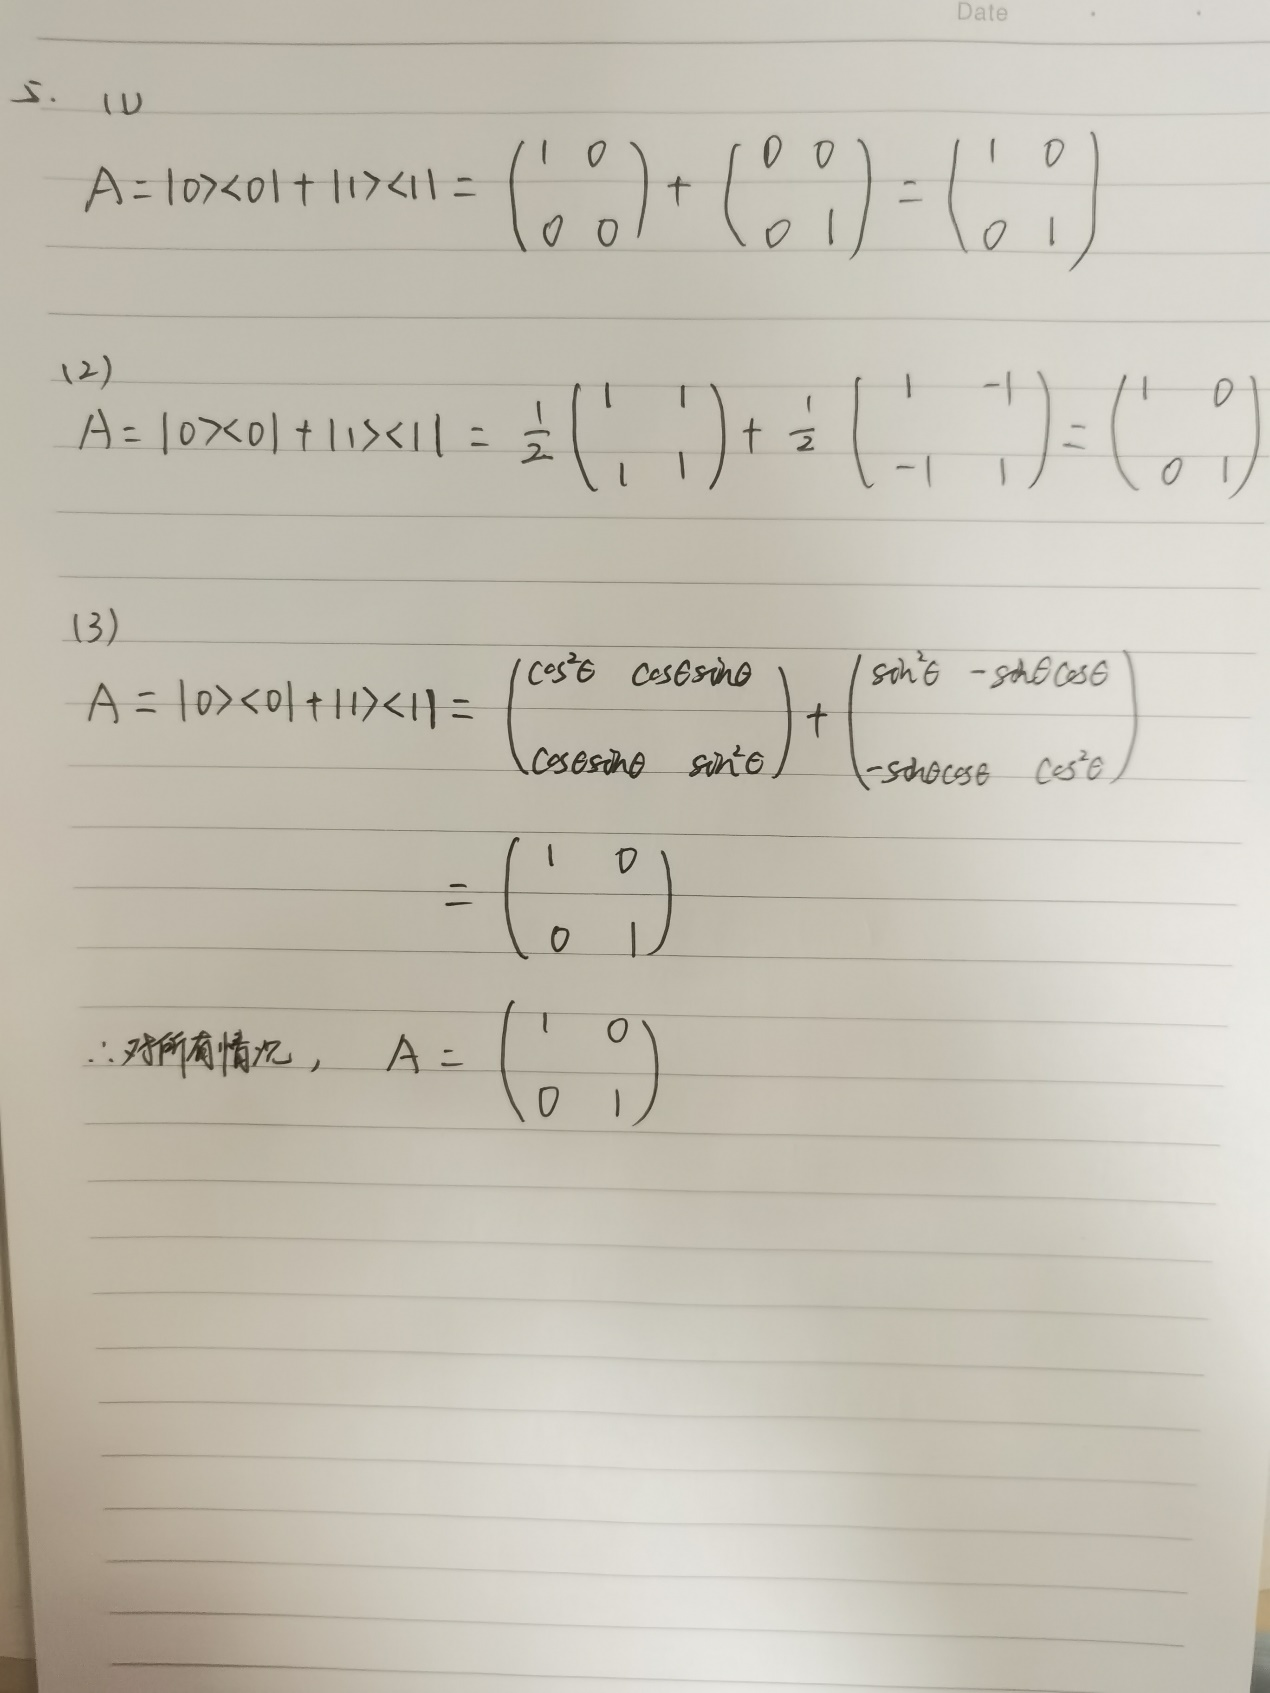 Date
5. (1)
A = |0><0| + |1><1| = (1 0; 0 0) + (0 0; 0 1) = (1 0; 0 1)
(2)
A = |0><0| + |1><1| = 1/2 (1 1; 1 1) + 1/2 (1 -1; -1 1) = (1 0; 0 1)
(3)
A = |0><0| + |1><1| = (cos²θ cosθsinθ; cosθsinθ sin²θ) + (sin²θ -sinθcosθ; -sinθcosθ cos²θ)
= (1 0; 0 1)
∴对所有情况, A = (1 0; 0 1)